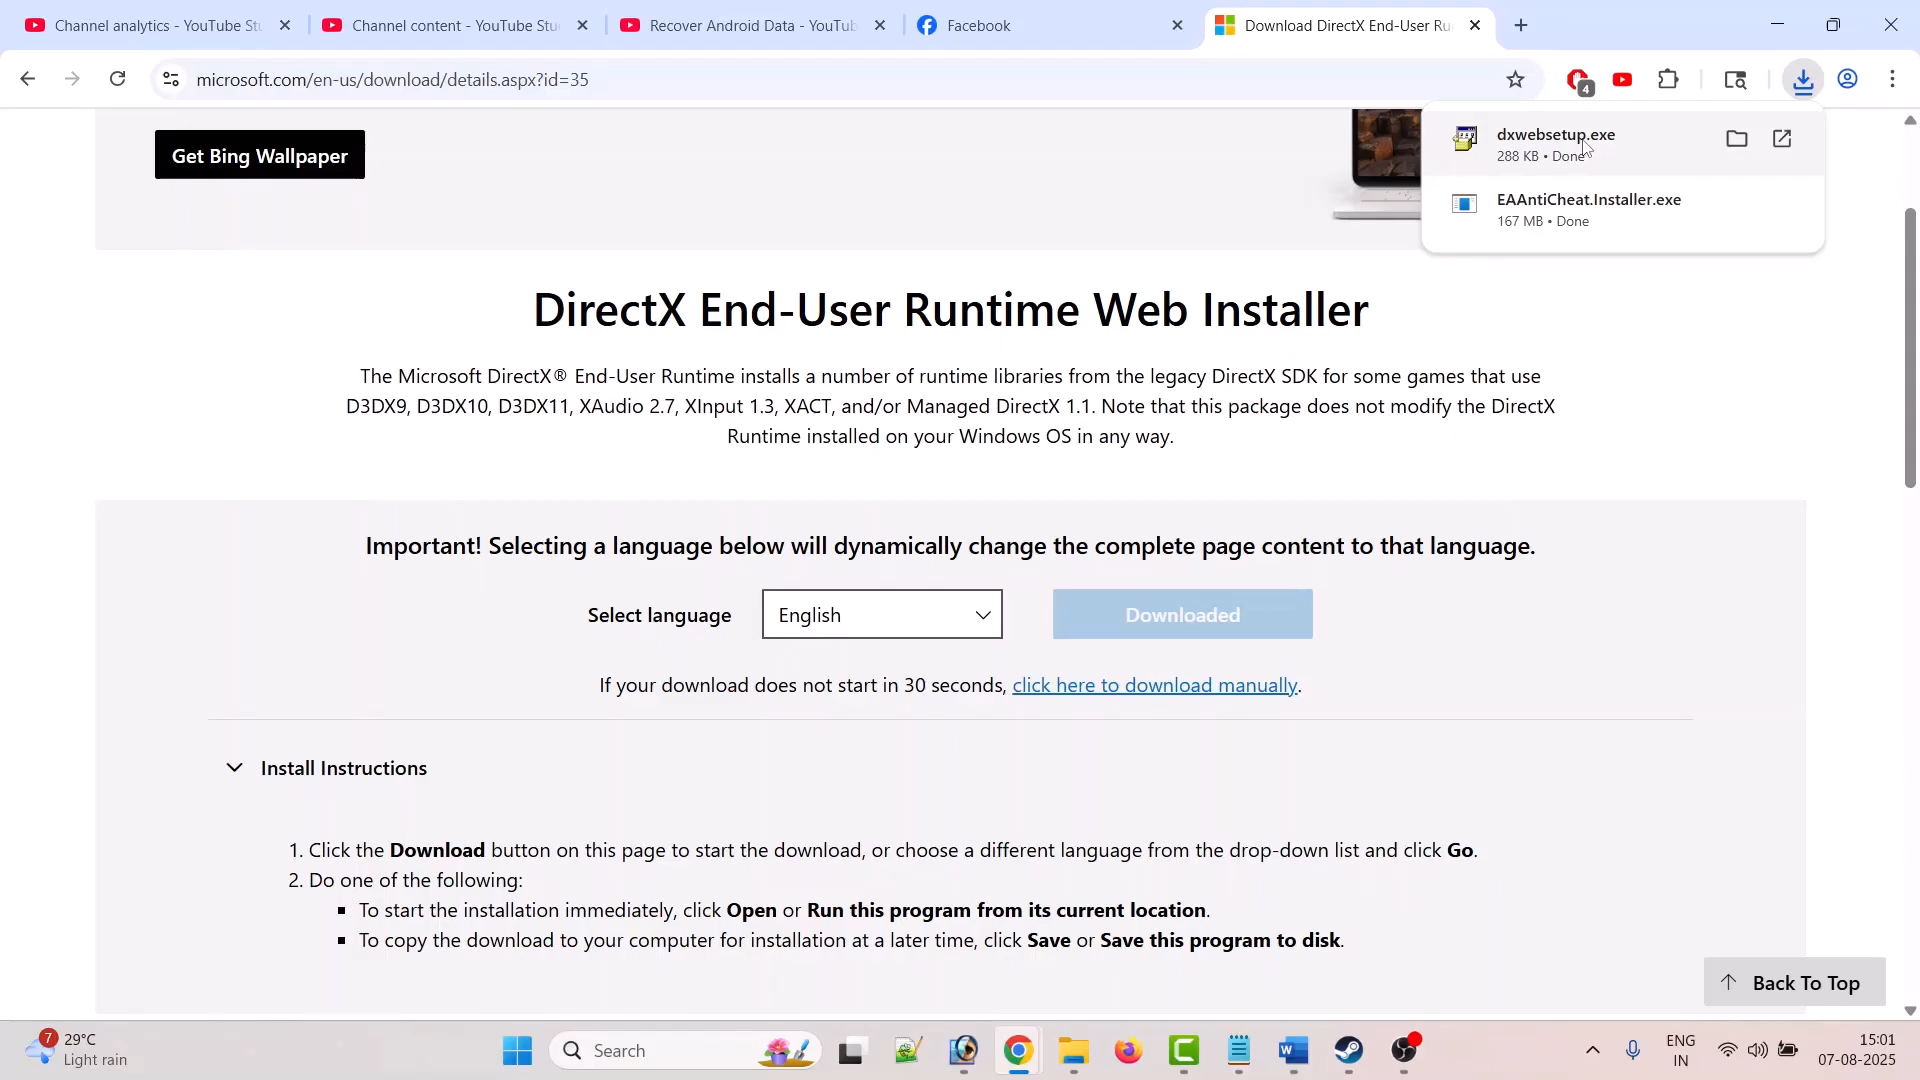 Channel analytics - YouTube Stu
Channel content - YouTube Stu
Recover Android Data - YouTub
Facebook
Download DirectX End-User Ru
microsoft.com/en-us/download/details.aspx?id=35
4
Get Bing Wallpaper
dxwebsetup.exe
288 KB • Done
EAAntiCheat.Installer.exe
167 MB • Done
DirectX End-User Runtime Web Installer
The Microsoft DirectX® End-User Runtime installs a number of runtime libraries from the legacy DirectX SDK for some games that use
D3DX9, D3DX10, D3DX11, XAudio 2.7, XInput 1.3, XACT, and/or Managed DirectX 1.1. Note that this package does not modify the DirectX
Runtime installed on your Windows OS in any way.
Important! Selecting a language below will dynamically change the complete page content to that language.
Select language
English
Downloaded
If your download does not start in 30 seconds, click here to download manually.
Install Instructions
1. Click the Download button on this page to start the download, or choose a different language from the drop-down list and click Go.
2. Do one of the following:
▪ To start the installation immediately, click Open or Run this program from its current location.
▪ To copy the download to your computer for installation at a later time, click Save or Save this program to disk.
Back To Top
7
29°C
Light rain
Search
ENG
IN
15:01
07-08-2025